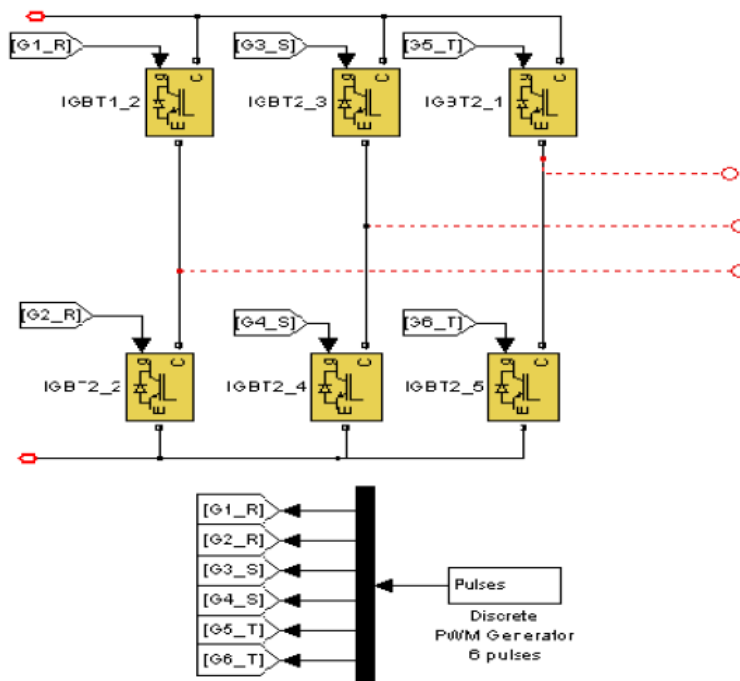 [G1_R]
[G3_S]
[G5_T]
g
C
E
g
C
E
g
C
E
IGBT1_2
IGBT2_3
IGBT2_1
[G2_R]
[G4_S]
[G6_T]
g
C
E
g
C
E
g
C
E
IGBT2_2
IGBT2_4
IGBT2_5
[G1_R]
[G2_R]
[G3_S]
[G4_S]
[G5_T]
[G6_T]
Pulses
Discrete
PWM Generator
6 pulses